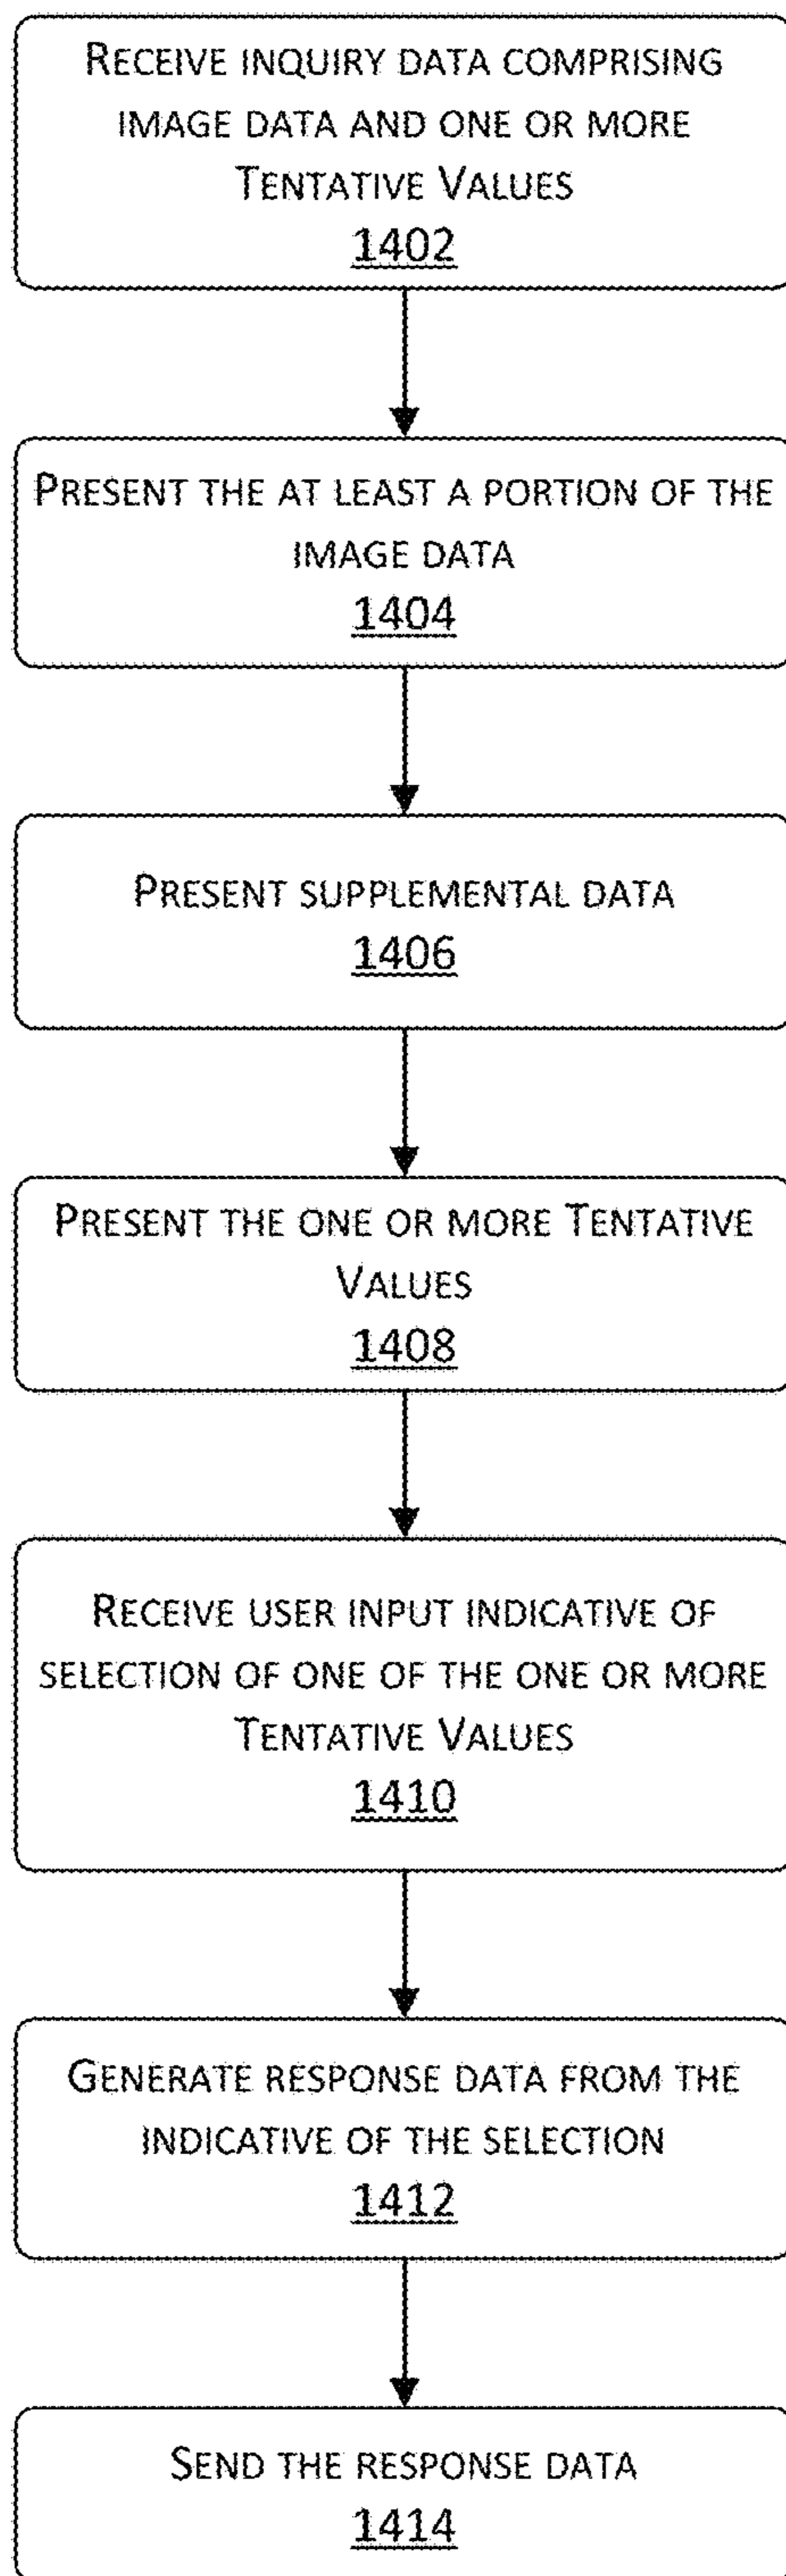 RECEIVE INQUIRY DATA COMPRISING
IMAGE DATA AND ONE OR MORE
TENTATIVE VALUES
1402
PRESENT THE AT LEAST A PORTION OF THE
IMAGE DATA
1404
PRESENT SUPPLEMENTAL DATA
1406
PRESENT THE ONE OR MORE TENTATIVE
VALUES
1408
RECEIVE USER INPUT INDICATIVE OF
SELECTION OF ONE OF THE ONE OR MORE
TENTATIVE VALUES
1410
GENERATE RESPONSE DATA FROM THE
INDICATIVE OF THE SELECTION
1412
SEND THE RESPONSE DATA
1414